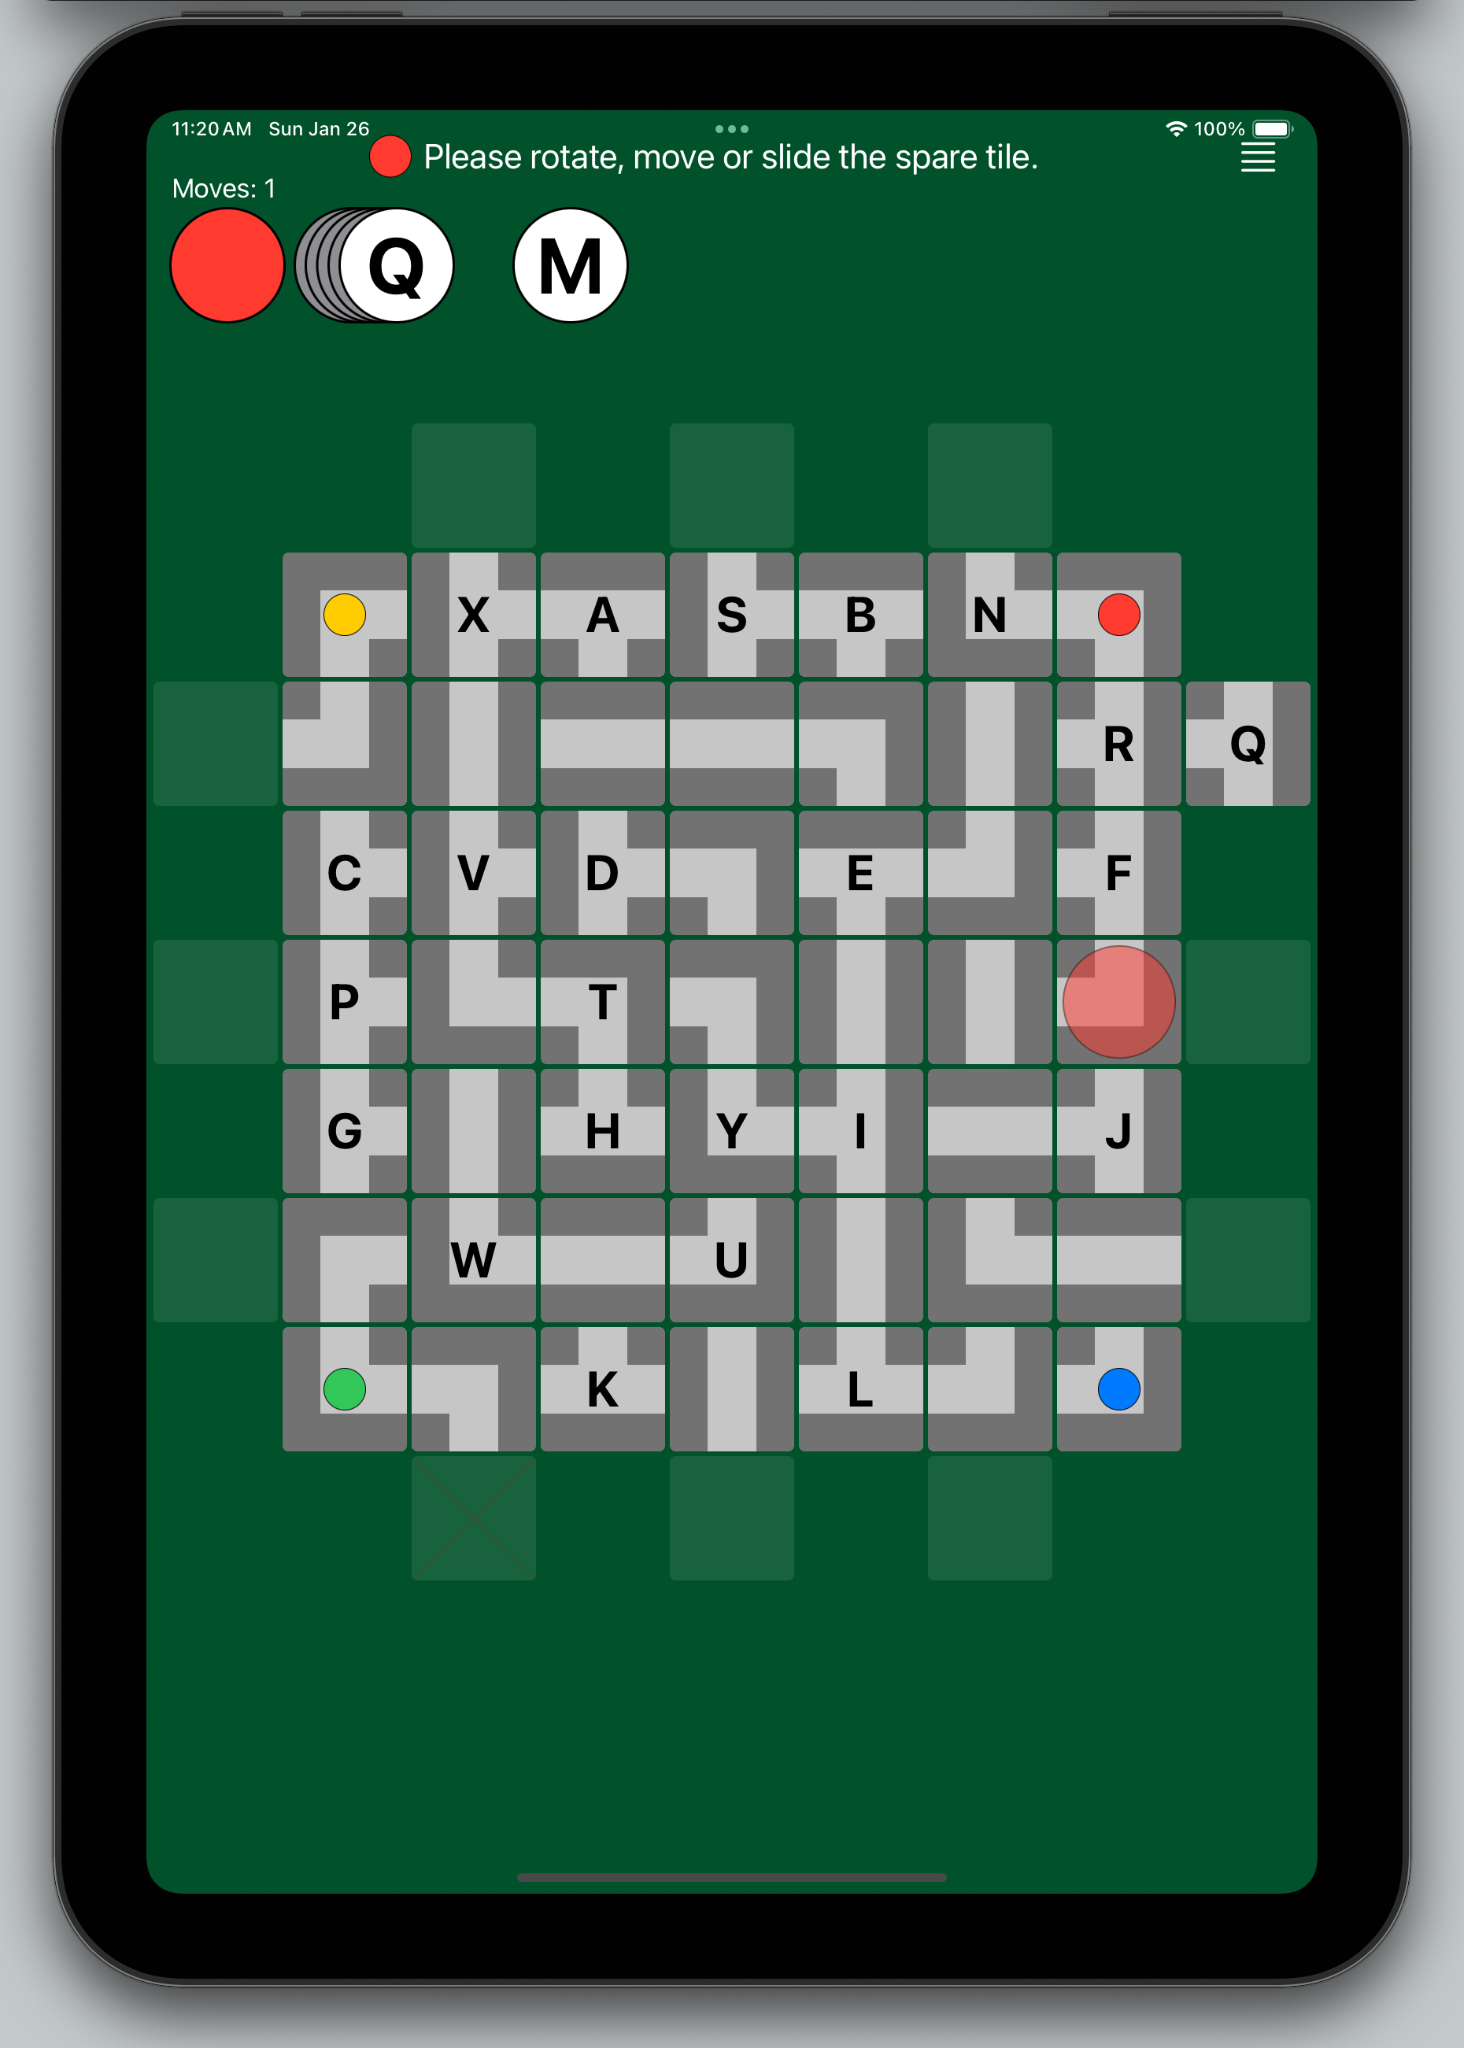 11:20 AM Sun Jan 26 100%
Please rotate, move or slide the spare tile.
Moves: 1
Q M
X A S B N
R Q
C V D E F
P T
G H Y I J
W U
K L